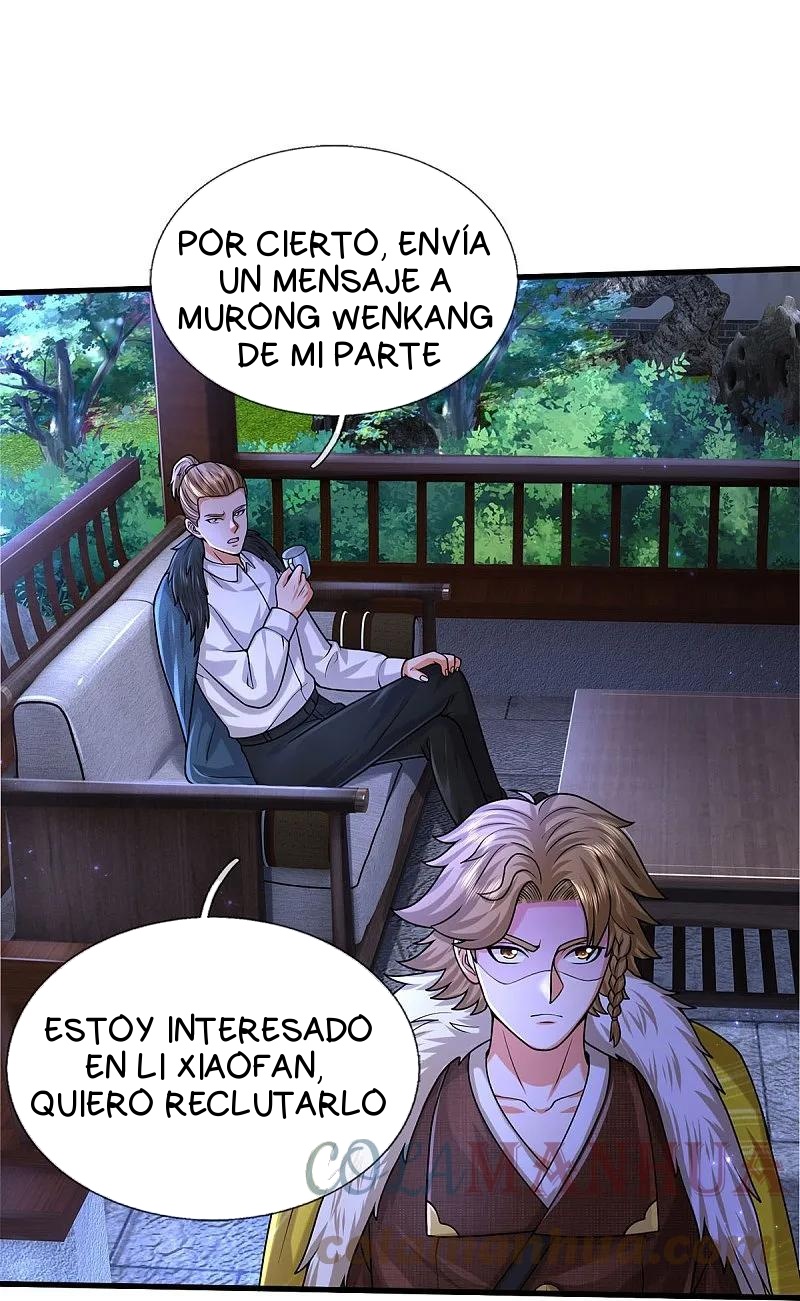 POR CIERTO, ENVÍA
UN MENSAJE A
MURONG WENKANG
DE MI PARTE
ESTOY INTERESADO
EN LI XIAOFAN,
QUIERO RECLUTARLO
COLAMANHUA
colamanhua.com